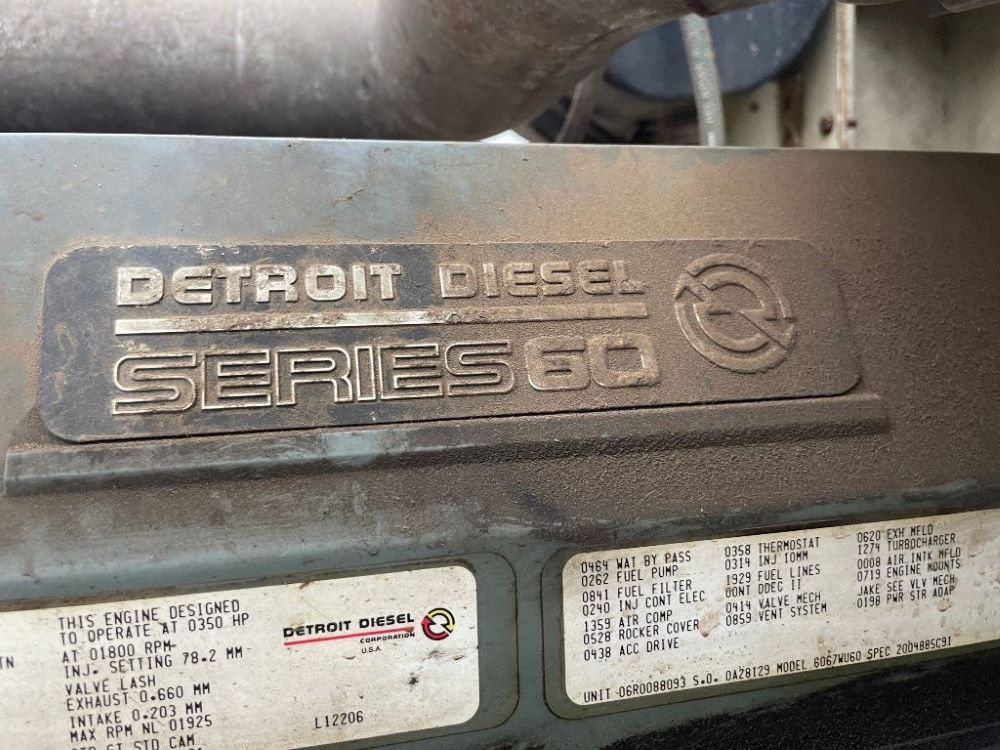 DETROIT DIESEL
SERIES 60
THIS ENGINE DESIGNED
TO OPERATE AT 0350 HP
AT 01800 RPM
INJ. SETTING 78.2 MM
VALVE LASH
EXHAUST 0.660 MM
INTAKE 0.203 MM
MAX RPM NL 01925
STD CAM
DETROIT DIESEL
CORPORATION
U.S.A.
L12206
0464 WAT BY PASS
0262 FUEL PUMP
0841 FUEL FILTER
0240 INJ CONT ELEC
1359 AIR COMP
0528 ROCKER COVER
0438 ACC DRIVE
0358 THERMOSTAT
0314 INJ 10MM
1929 FUEL LINES
00NT DDEC II
0414 VALVE MECH
0859 VENT SYSTEM
0620 EXH MFLD
1274 TURBOCHARGER
0008 AIR INTK MFLD
0719 ENGINE MOUNTS
JAKE SEE VLV MECH
0198 PWR STR ADAP
UNIT 06R0088093 S.O. 0A28129 MODEL 6067WU60 SPEC 2004885C91